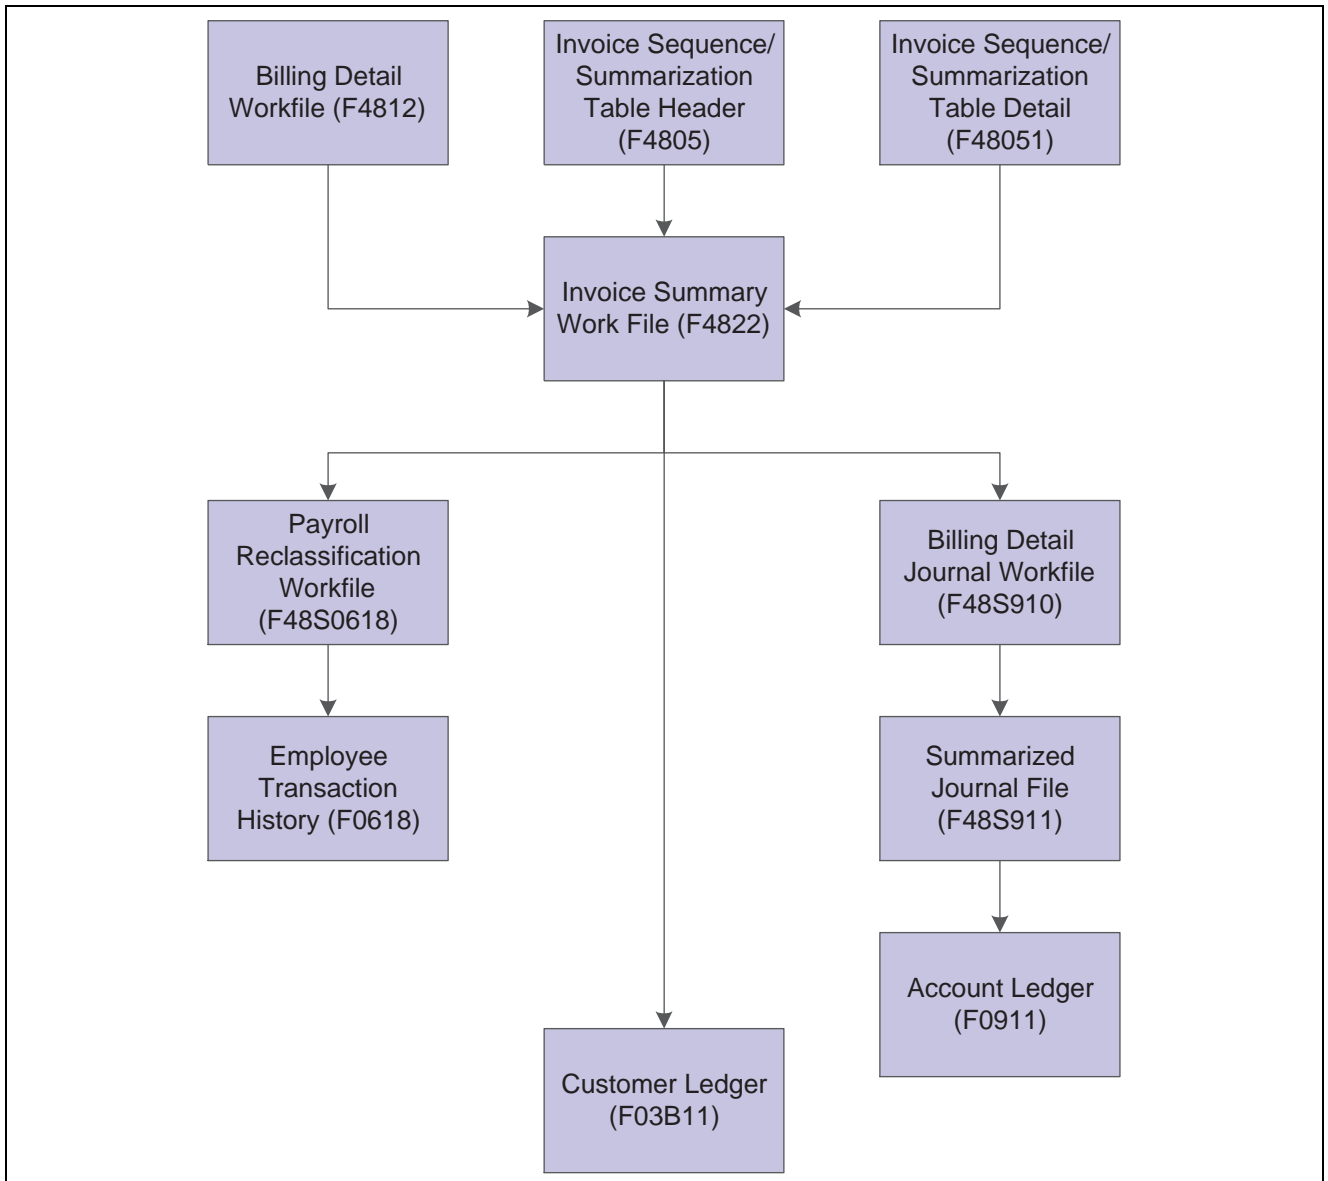 Billing Detail
Workfile (F4812)
Invoice Sequence/
Summarization
Table Header
(F4805)
Invoice Sequence/
Summarization
Table Detail
(F48051)
Invoice Summary
Work File (F4822)
Payroll
Reclassification
Workfile
(F48S0618)
Billing Detail
Journal Workfile
(F48S910)
Employee
Transaction
History (F0618)
Summarized
Journal File
(F48S911)
Account Ledger
(F0911)
Customer Ledger
(F03B11)